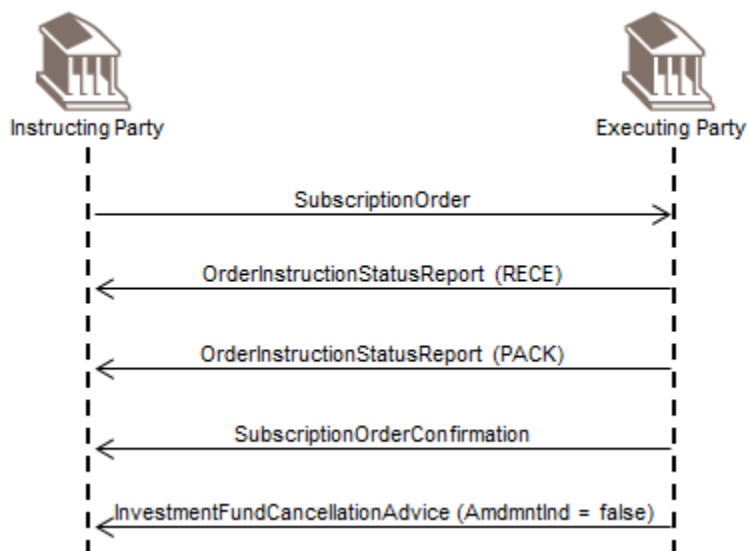 Instructing Party
Executing Party
SubscriptionOrder
OrderInstructionStatusReport (RECE)
OrderInstructionStatusReport (PACK)
SubscriptionOrderConfirmation
InvestmentFundCancellationAdvice (AmdmntInd = false)